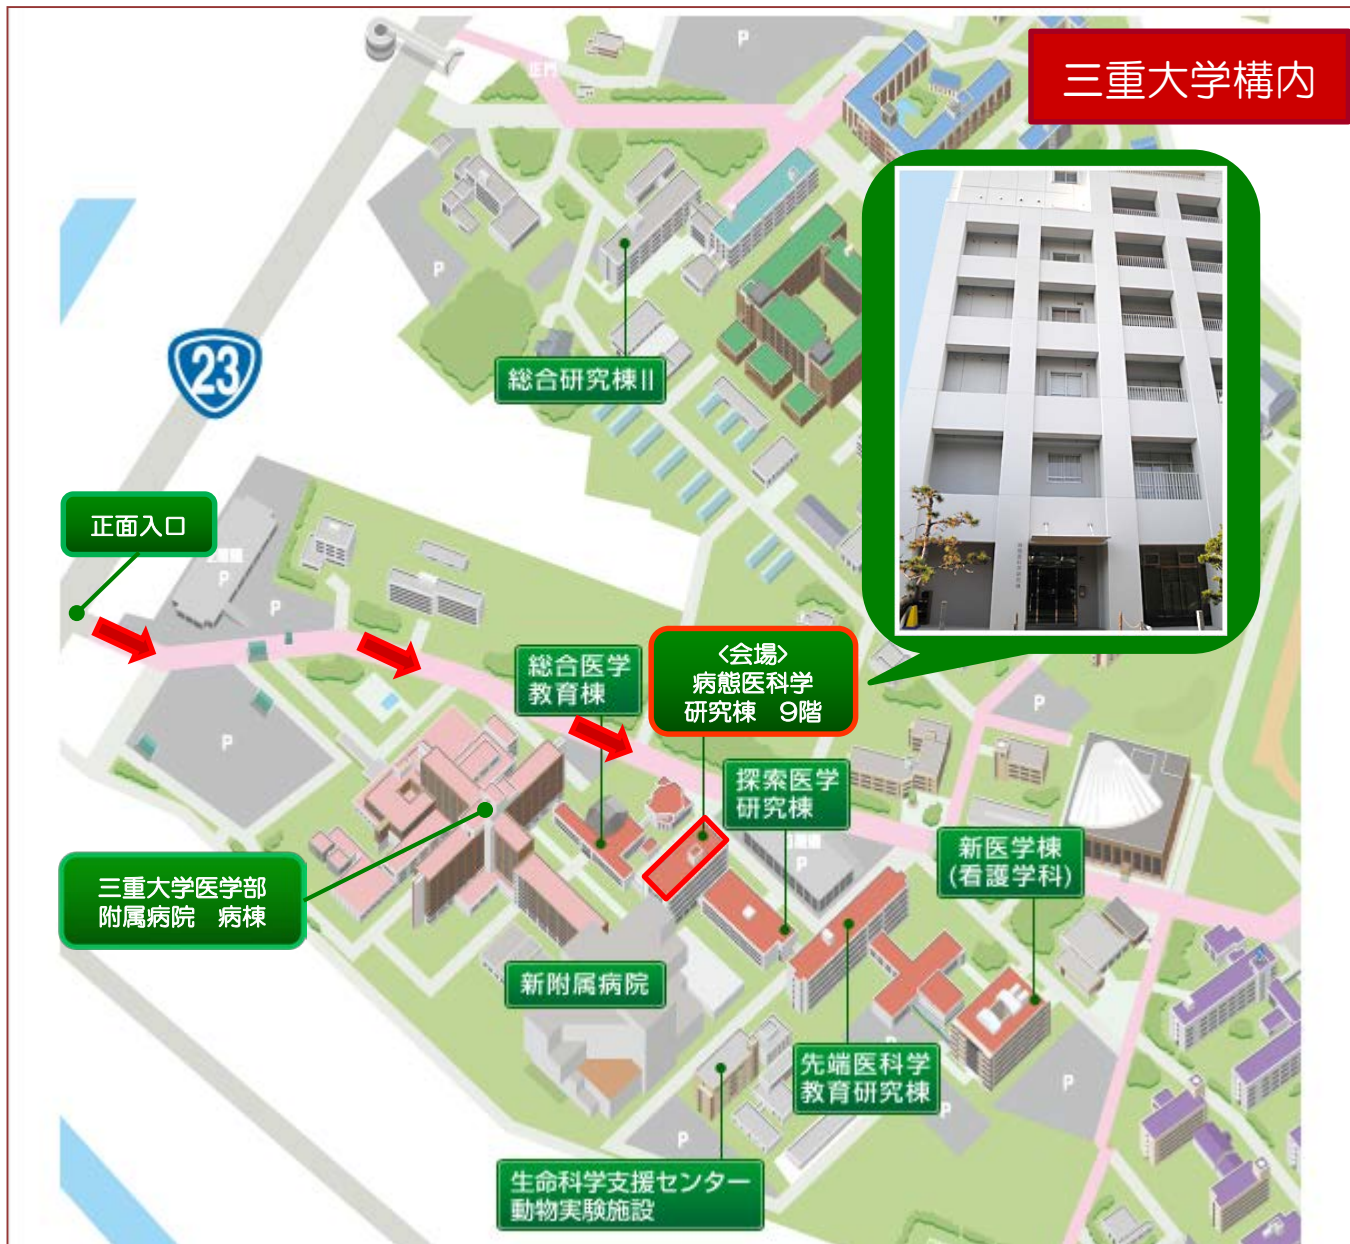 三重大学構内
P
正門
P
23
総合研究棟II
正面入口
P
P
総合医学
教育棟
<会場>
病態医科学
研究棟 9階
P
P
探索医学
研究棟
P
新医学棟
(看護学科)
三重大学医学部
附属病院 病棟
新附属病院
先端医科学
教育研究棟
P
P
P
P
生命科学支援センター
動物実験施設